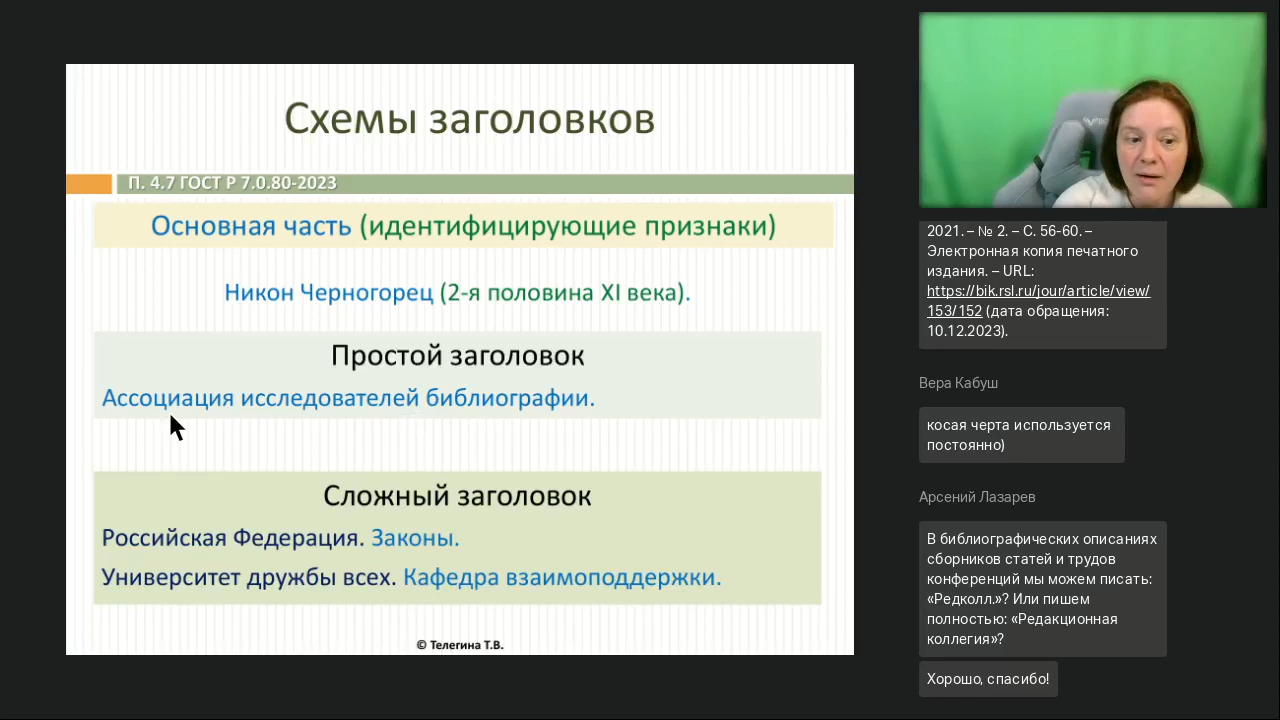 Схемы заголовков
П. 4.7 ГОСТ Р 7.0.80-2023
Основная часть (идентифицирующие признаки)
Никон Черногорец (2-я половина XI века).
Простой заголовок
Ассоциация исследователей библиографии.
Сложный заголовок
Российская Федерация. Законы.
Университет дружбы всех. Кафедра взаимоподдержки.
© Телегина Т.В.
2021. – № 2. – С. 56-60. –
Электронная копия печатного
издания. – URL:
https://bik.rsl.ru/jour/article/view/
153/152 (дата обращения:
10.12.2023).
Вера Кабуш
косая черта используется
постоянно)
Арсений Лазарев
В библиографических описаниях
сборников статей и трудов
конференций мы можем писать:
«Редколл.»? Или пишем
полностью: «Редакционная
коллегия»?
Хорошо, спасибо!